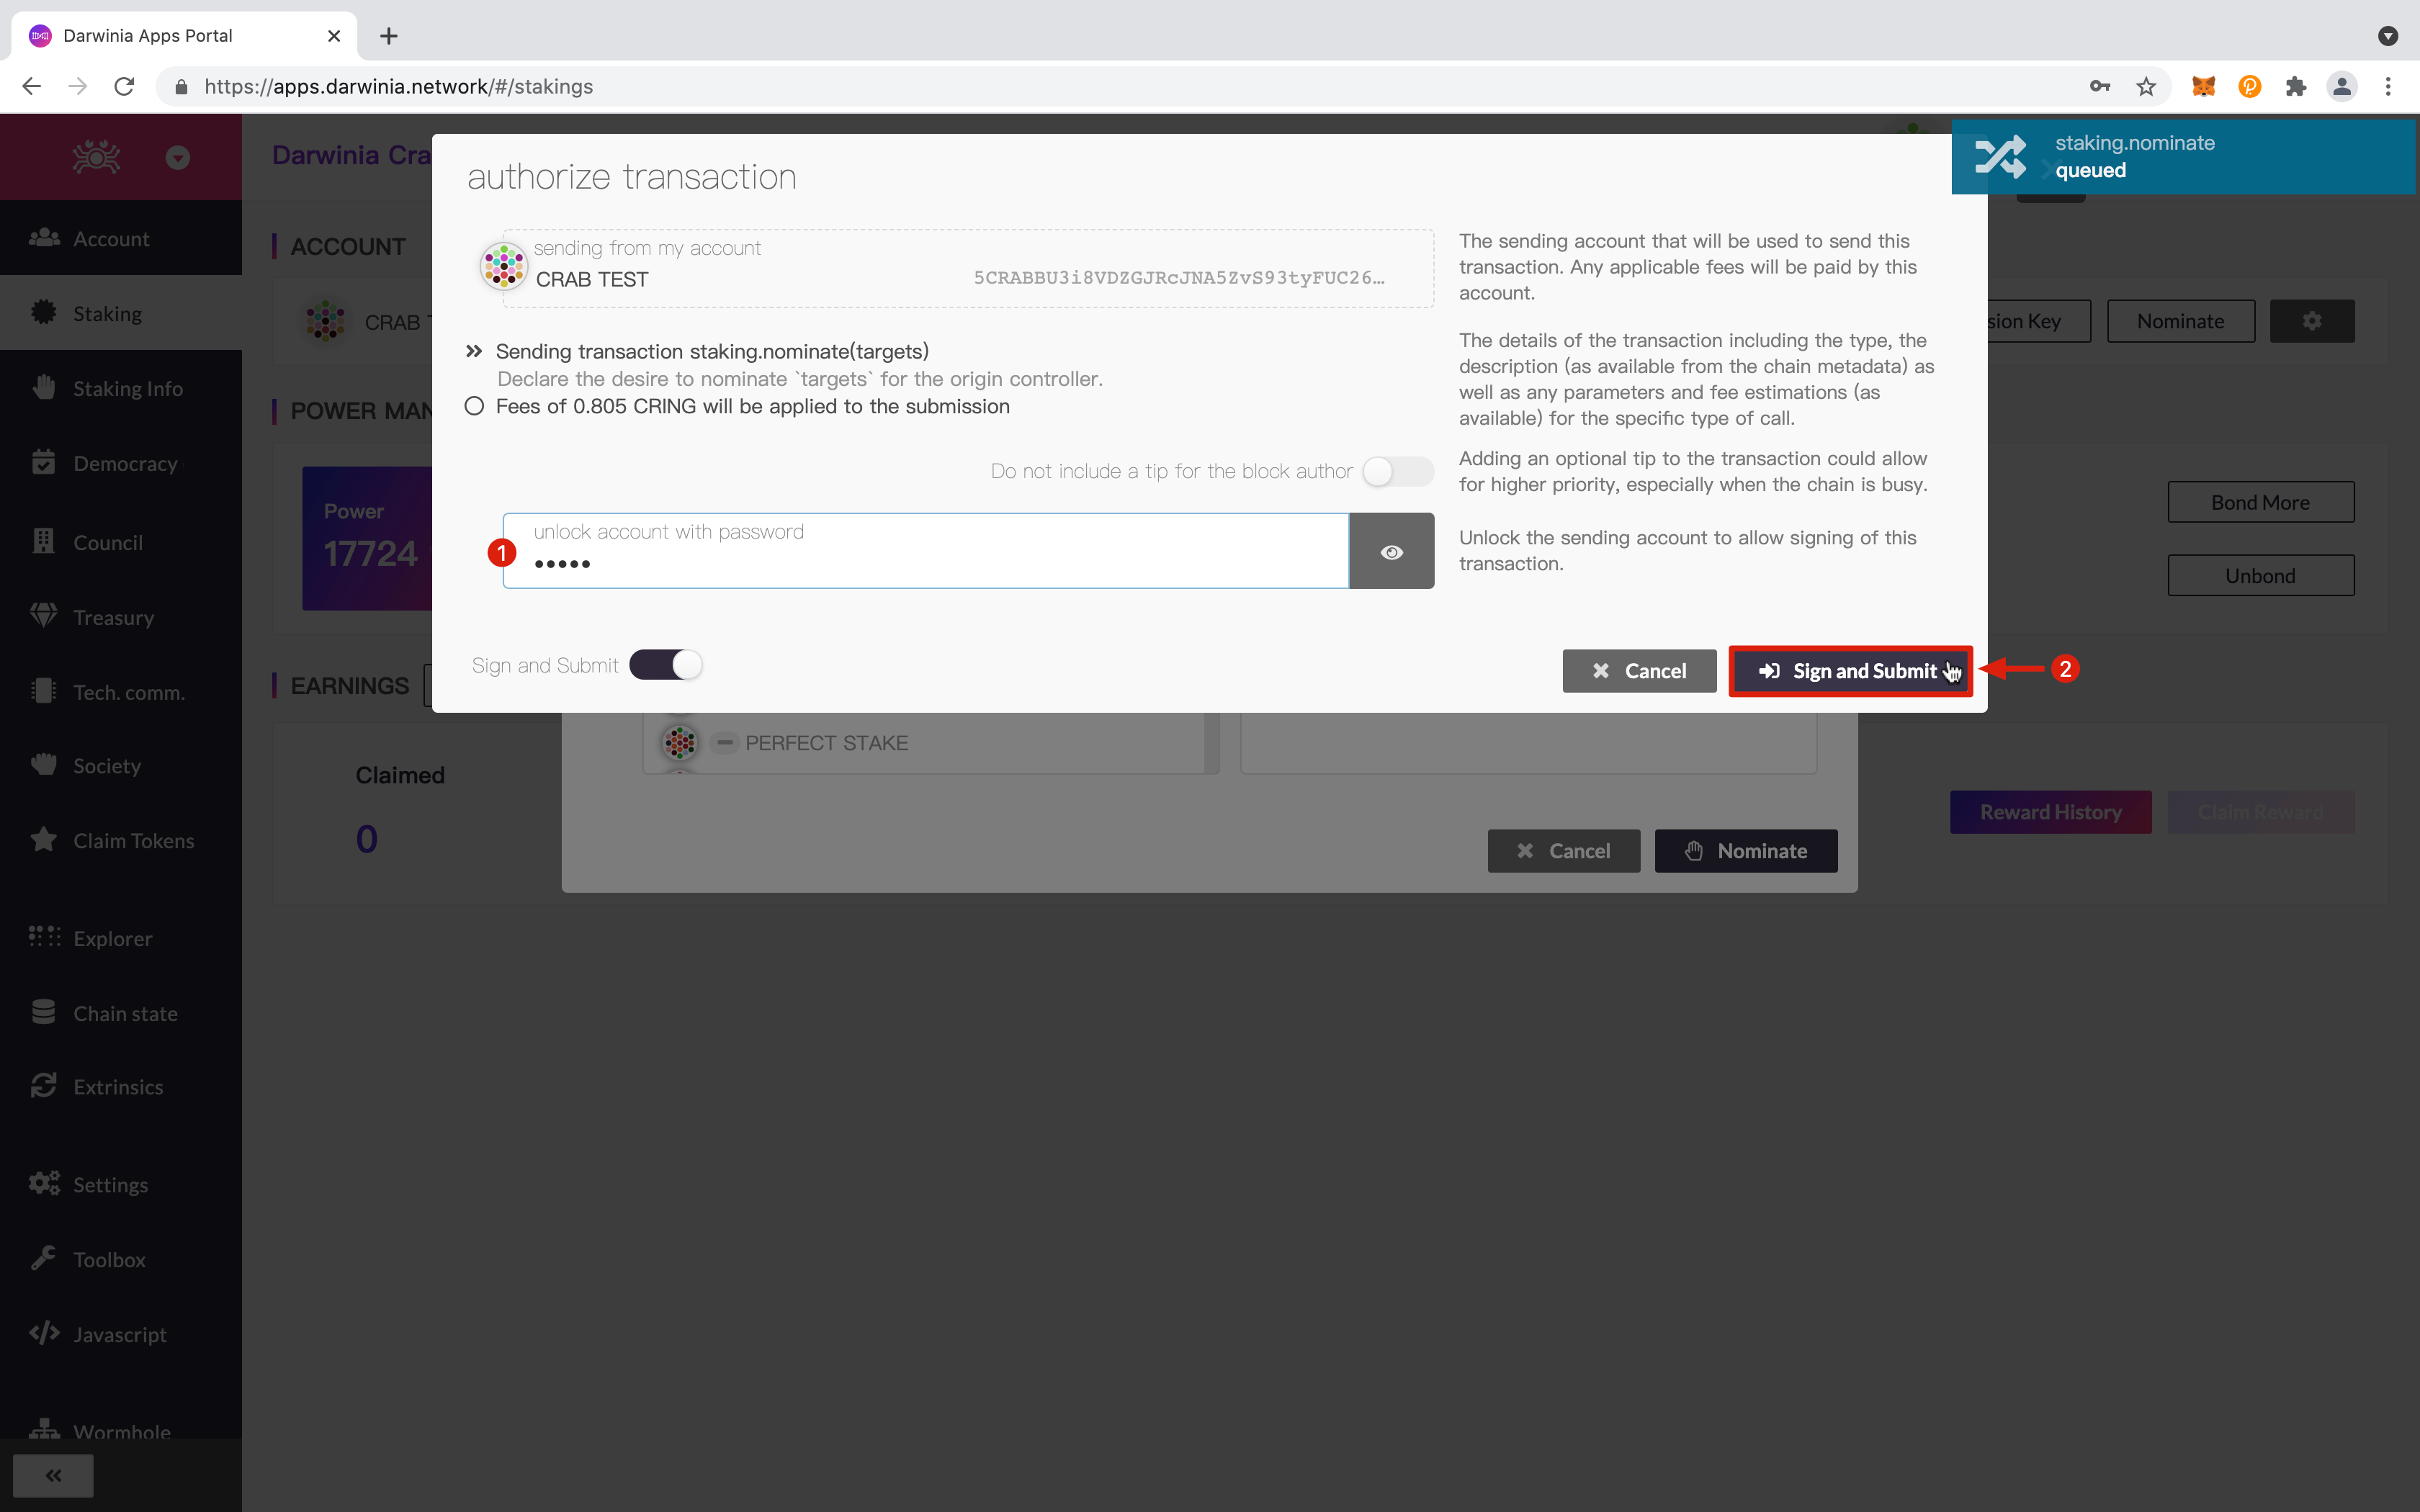 Darwinia Apps Portal
https://apps.darwinia.network/#/stakings
staking.nominate
queued
Account
Staking
Staking Info
Democracy
Council
Treasury
Tech. comm.
Society
Claim Tokens
Explorer
Chain state
Extrinsics
Settings
Toolbox
Javascript
Wormhole
Darwinia Cra
ACCOUNT
CRAB T
sion Key
Nominate
POWER MAN
Power
17724
Bond More
Unbond
EARNINGS
Claimed
0
Reward History
Claim Reward
authorize transaction
sending from my account
CRAB TEST
5CRABBU3i8VDZGJRcJNA5ZvS93tyFUC26…
The sending account that will be used to send this
transaction. Any applicable fees will be paid by this
account.
Sending transaction staking.nominate(targets)
Declare the desire to nominate `targets` for the origin controller.
Fees of 0.805 CRING will be applied to the submission
The details of the transaction including the type, the
description (as available from the chain metadata) as
well as any parameters and fee estimations (as
available) for the specific type of call.
Do not include a tip for the block author
Adding an optional tip to the transaction could allow
for higher priority, especially when the chain is busy.
1
unlock account with password
•••••
Unlock the sending account to allow signing of this
transaction.
Sign and Submit
Cancel
Sign and Submit
2
PERFECT STAKE
Cancel
Nominate